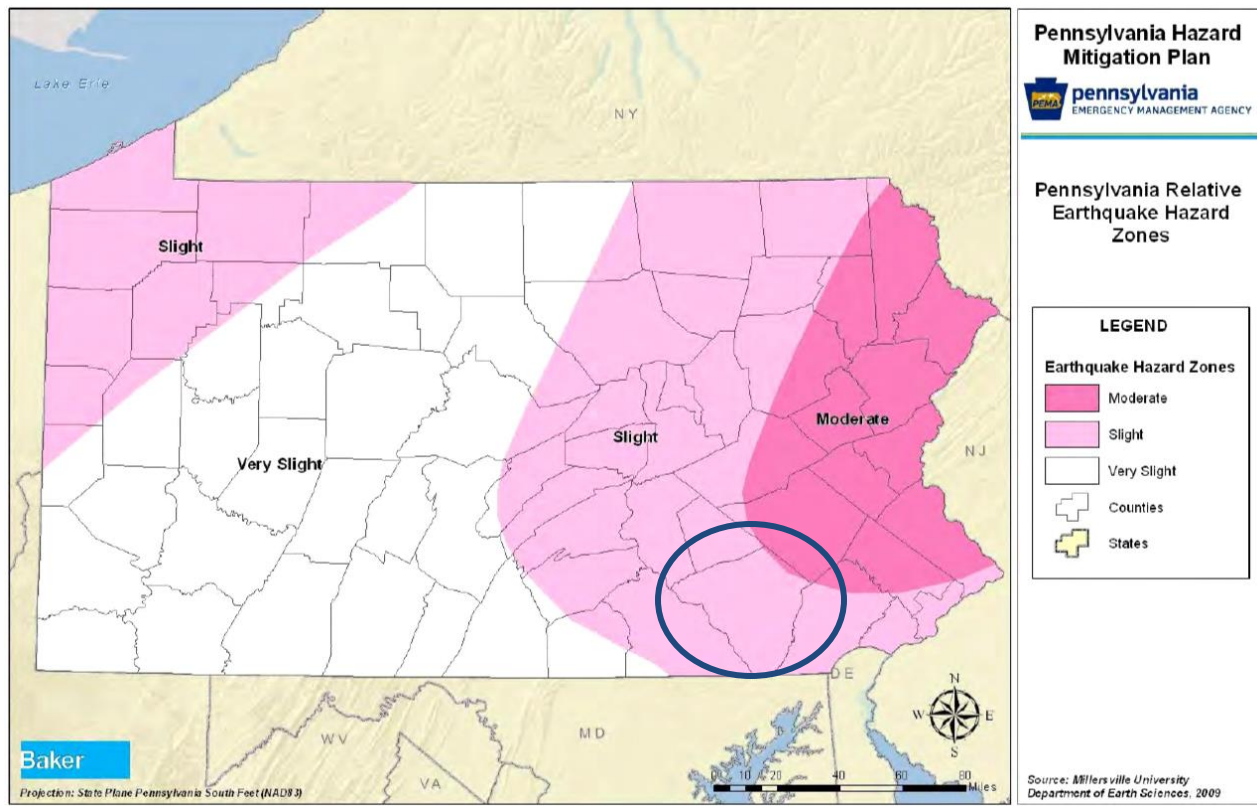 Lake Erie
NY
Slight
Very Slight
Slight
Moderate
NJ
DE
WV
MD
VA
N
W
E
S
Baker
Projection: State Plane Pennsylvania South Feet (NAD83)
0 10 20 40 60 80
Miles
Pennsylvania Hazard
Mitigation Plan
PEMA
pennsylvania
EMERGENCY MANAGEMENT AGENCY
Pennsylvania Relative
Earthquake Hazard
Zones
LEGEND
Earthquake Hazard Zones
Moderate
Slight
Very Slight
Counties
States
Source: Millersville University
Department of Earth Sciences, 2009